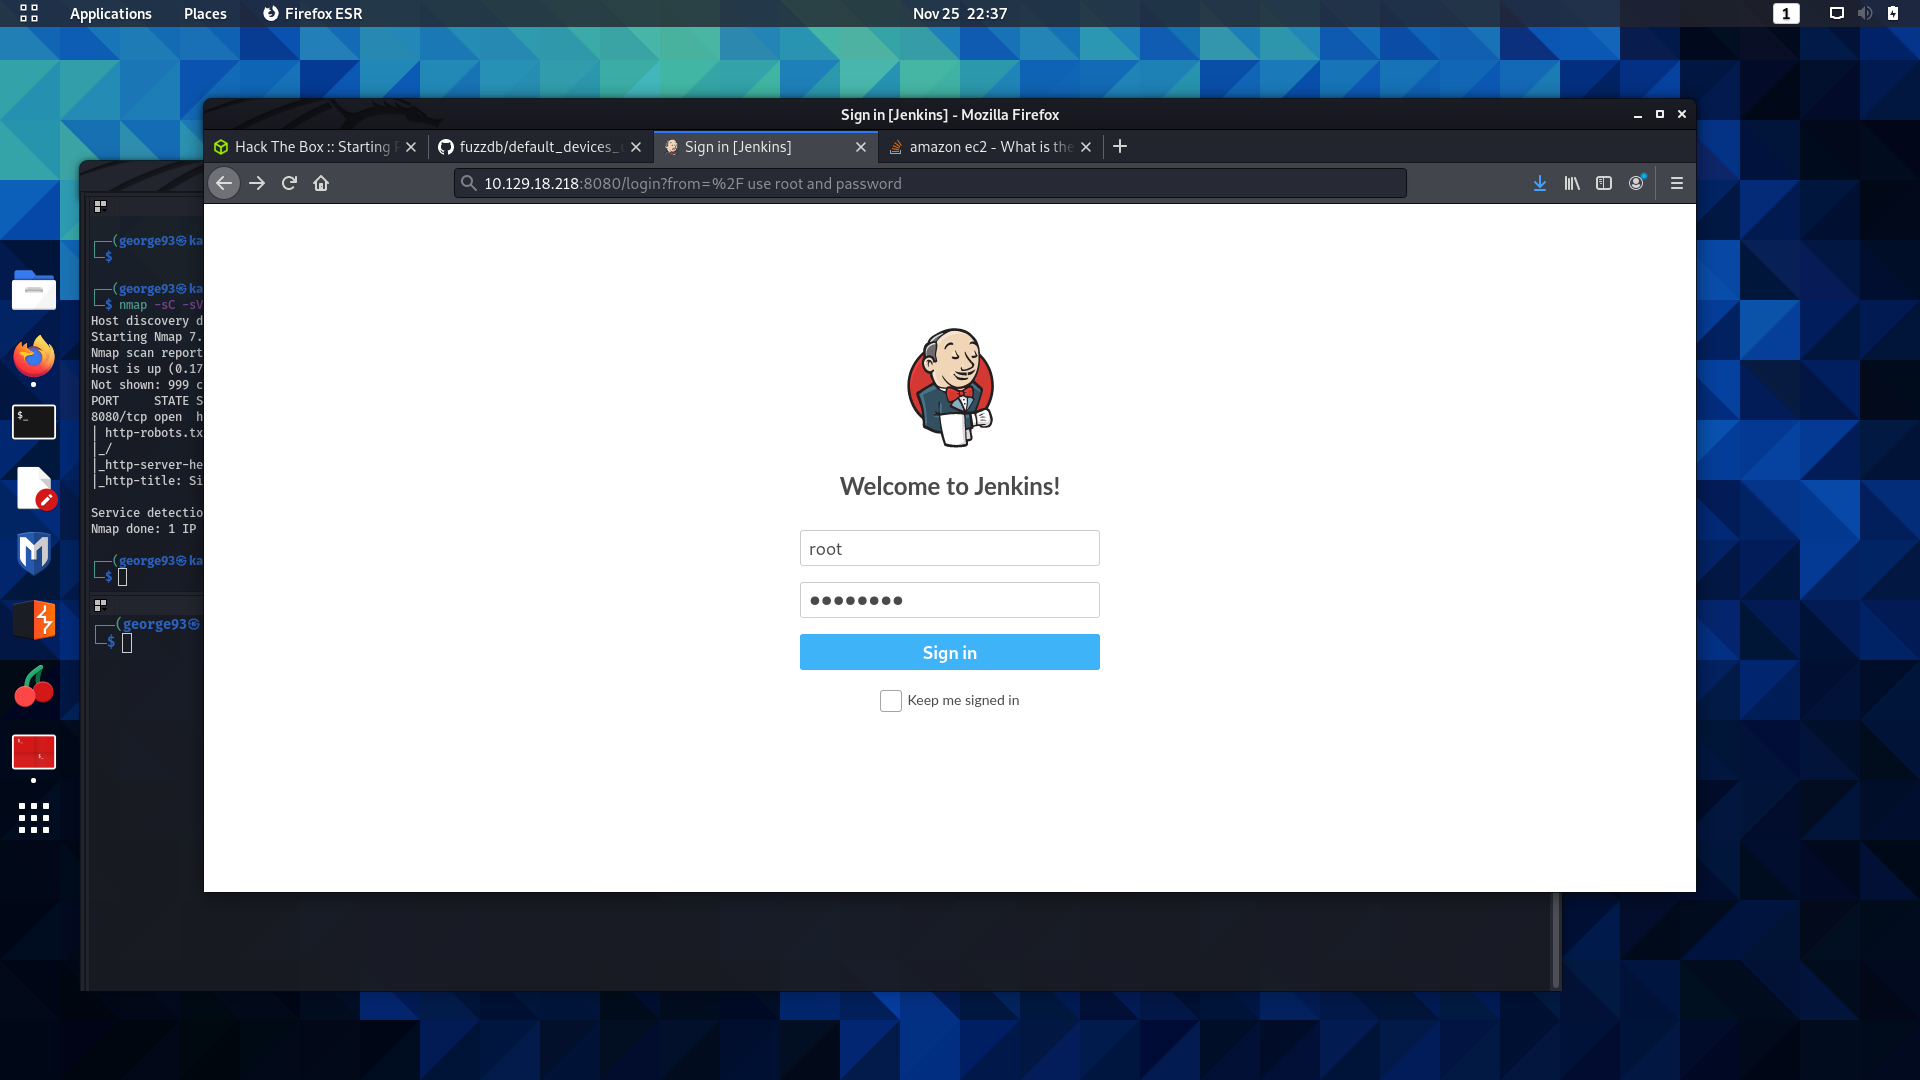 Applications Places Firefox ESR Nov 25 22:37 1
Sign in [Jenkins] - Mozilla Firefox
Hack The Box :: Starting fuzzdb/default_devices_ Sign in [Jenkins] amazon ec2 - What is the
10.129.18.218:8080/login?from=%2F use root and password
(george93㉿ka
$
(george93㉿ka
$ nmap -sC -sV
Host discovery d
Starting Nmap 7.
Nmap scan report
Host is up (0.17
Not shown: 999 c
PORT STATE S
8080/tcp open h
| http-robots.tx
|_/
|_http-server-he
|_http-title: Si
Service detectio
Nmap done: 1 IP
(george93㉿ka
$
(george93㉿
$
Welcome to Jenkins!
root
••••••••
Sign in
Keep me signed in